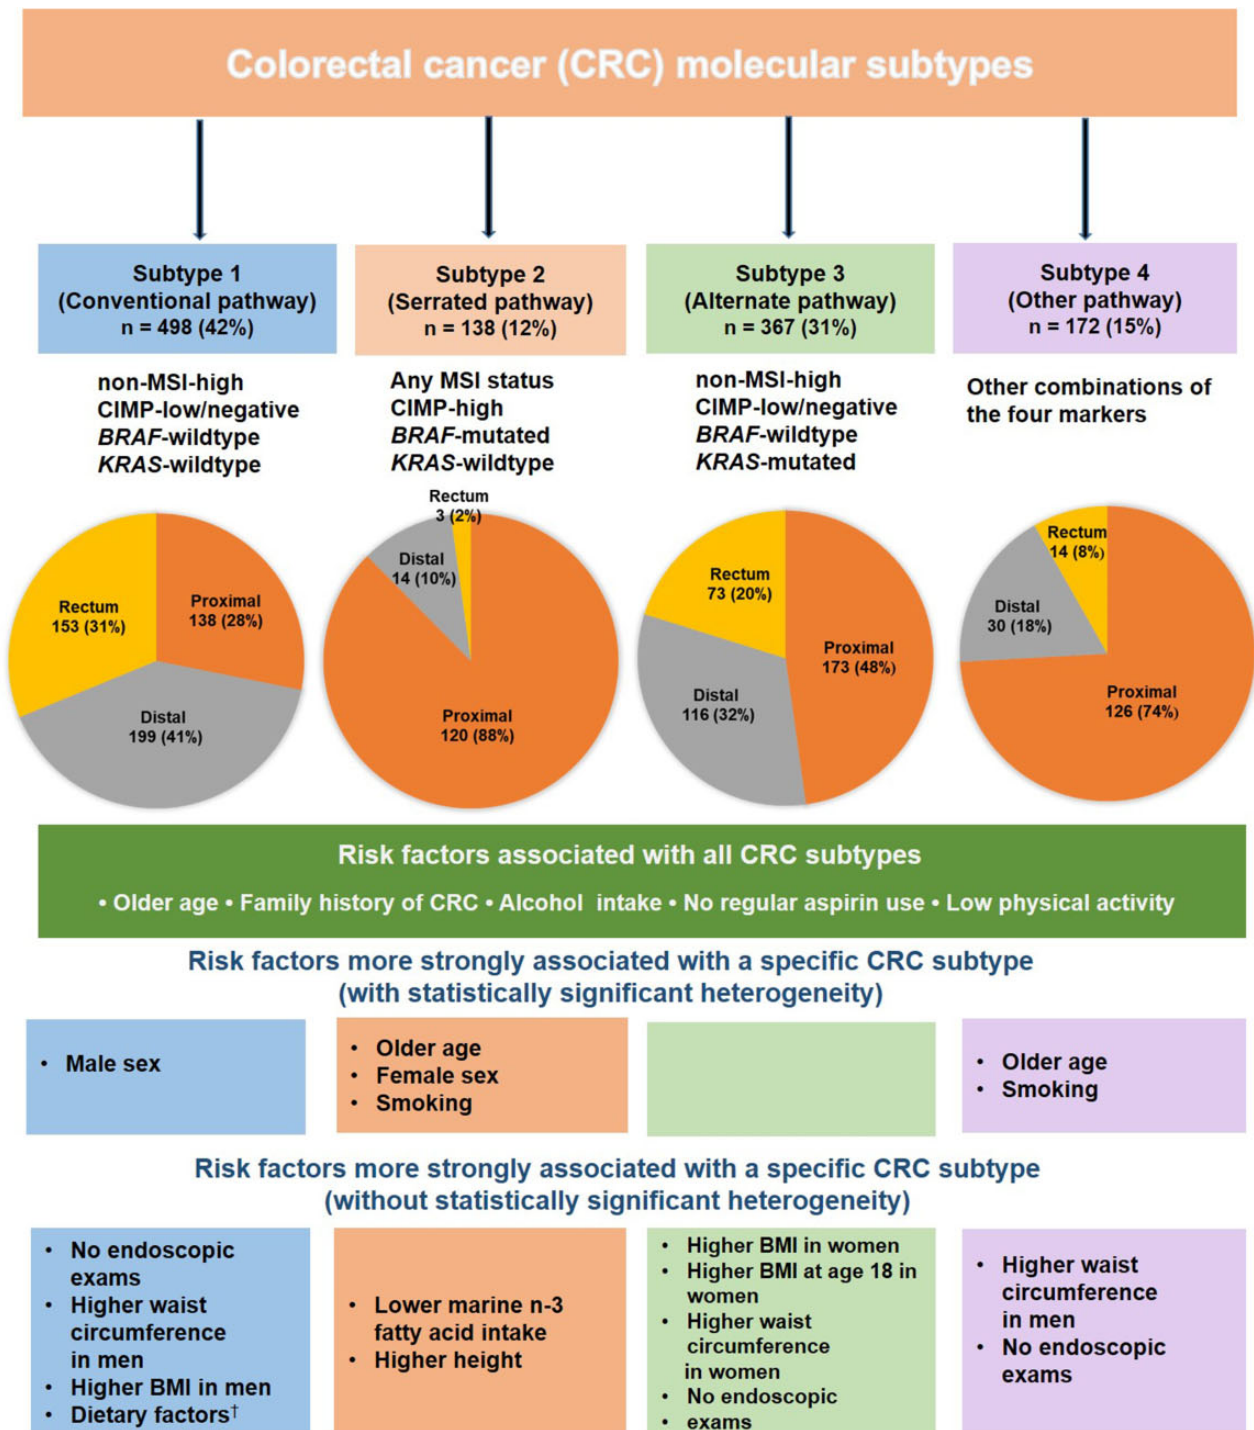 Colorectal cancer (CRC) molecular subtypes
Subtype 1
(Conventional pathway)
n = 498 (42%)
Subtype 2
(Serrated pathway)
n = 138 (12%)
Subtype 3
(Alternate pathway)
n = 367 (31%)
Subtype 4
(Other pathway)
n = 172 (15%)
non-MSI-high
CIMP-low/negative
BRAF-wildtype
KRAS-wildtype
Any MSI status
CIMP-high
BRAF-mutated
KRAS-wildtype
non-MSI-high
CIMP-low/negative
BRAF-wildtype
KRAS-mutated
Other combinations of
the four markers
Rectum
153 (31%)
Proximal
138 (28%)
Distal
199 (41%)
Rectum
3 (2%)
Distal
14 (10%)
Proximal
120 (88%)
Rectum
73 (20%)
Proximal
173 (48%)
Distal
116 (32%)
Rectum
14 (8%)
Distal
30 (18%)
Proximal
126 (74%)
Risk factors associated with all CRC subtypes
• Older age • Family history of CRC • Alcohol intake • No regular aspirin use • Low physical activity
Risk factors more strongly associated with a specific CRC subtype
(with statistically significant heterogeneity)
• Male sex
• Older age
• Female sex
• Smoking
• Older age
• Smoking
Risk factors more strongly associated with a specific CRC subtype
(without statistically significant heterogeneity)
• No endoscopic
exams
• Higher waist
circumference
in men
• Higher BMI in men
• Dietary factors†
• Lower marine n-3
fatty acid intake
• Higher height
• Higher BMI in women
• Higher BMI at age 18 in
women
• Higher waist
circumference
in women
• No endoscopic
• exams
• Higher waist
circumference
in men
• No endoscopic
exams